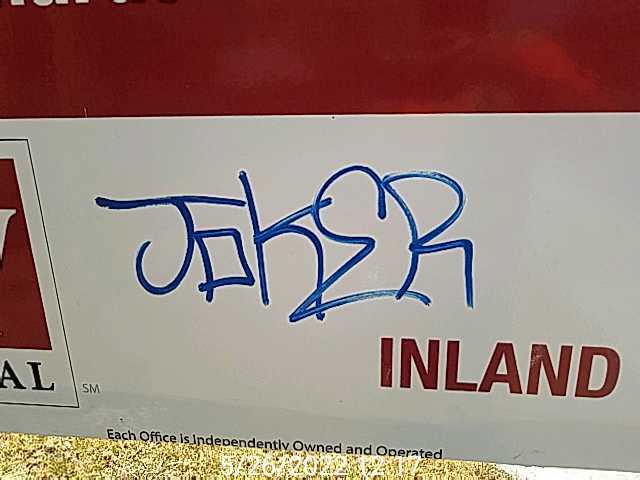 JOKER
INLAND
AL
SM
Each Office is Independently Owned and Operated
5/26/2022 12:17